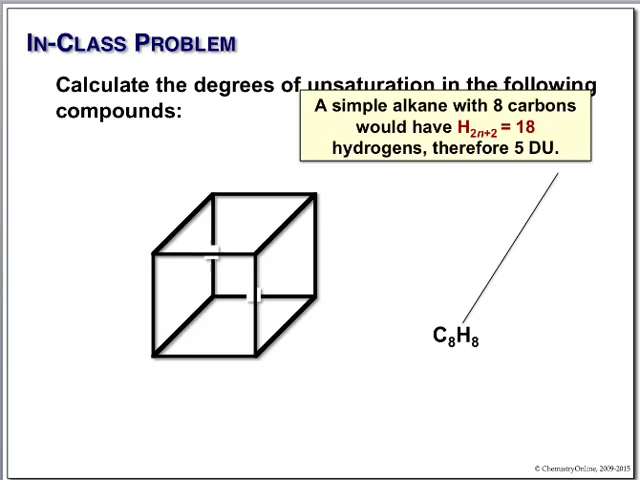 IN-CLASS PROBLEM
Calculate the degrees of unsaturation in the following
compounds:
A simple alkane with 8 carbons
would have H2n+2 = 18
hydrogens, therefore 5 DU.
C8H8
© ChemistryOnline, 2009-2015